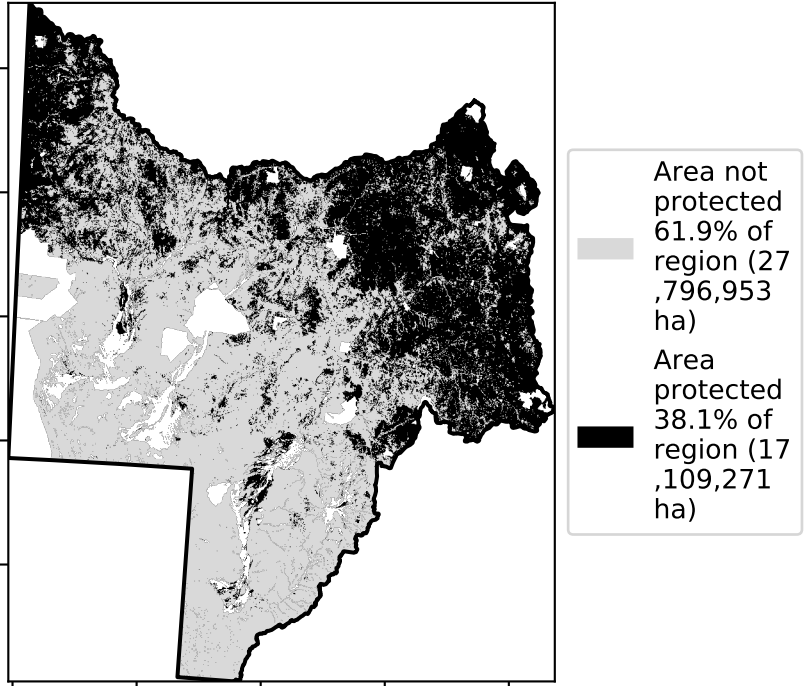 Area not
protected
61.9% of
region (27
,796,953
ha)
Area
protected
38.1% of
region (17
,109,271
ha)